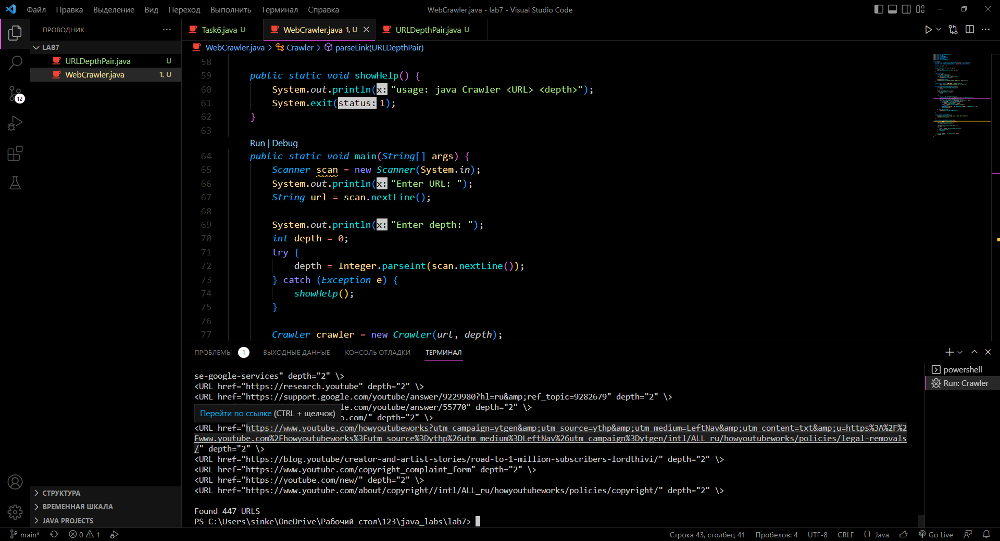 Файл Правка Выделение Вид Переход Выполнить Терминал Справка
WebCrawler.java - lab7 - Visual Studio Code
ПРОВОДНИК
LAB7
URLDepthPair.java U
WebCrawler.java 1, U
12
Task6.java U
WebCrawler.java 1, U
URLDepthPair.java U
WebCrawler.java > Crawler > parseLink(URLDepthPair)
58
59 public static void showHelp() {
60 System.out.println(x: "usage: java Crawler <URL> <depth>");
61 System.exit(status: 1);
62 }
63
Run | Debug
64 public static void main(String[] args) {
65 Scanner scan = new Scanner(System.in);
66 System.out.println(x: "Enter URL: ");
67 String url = scan.nextLine();
68
69 System.out.println(x: "Enter depth: ");
70 int depth = 0;
71 try {
72 depth = Integer.parseInt(scan.nextLine());
73 } catch (Exception e) {
74 showHelp();
75 }
76
77 Crawler crawler = new Crawler(url, depth);
ПРОБЛЕМЫ 1 ВЫХОДНЫЕ ДАННЫЕ КОНСОЛЬ ОТЛАДКИ ТЕРМИНАЛ
se-google-services" depth="2" \>
<URL href="https://research.youtube" depth="2" \>
<URL href="https://support.google.com/youtube/answer/9229980?hl=ru&amp;ref_topic=9282679" depth="2" \>
le.com/youtube/answer/55770" depth="2" \>
Перейти по ссылке (CTRL + щелчок)
o.com/" depth="2" \>
<URL href="https://www.youtube.com/howyoutubeworks?utm_campaign=ytgen&amp;utm_source=ythp&amp;utm_medium=LeftNav&amp;utm_content=txt&amp;u=https%3A%2F%2
Fwww.youtube.com%2Fhowyoutubeworks%3Futm_source%3Dythp%26utm_medium%3DLeftNav%26utm_campaign%3Dytgen/intl/ALL_ru/howyoutubeworks/policies/legal-removals
/" depth="2" \>
<URL href="https://blog.youtube/creator-and-artist-stories/road-to-1-million-subscribers-lordthivi/" depth="2" \>
<URL href="https://www.youtube.com/copyright_complaint_form" depth="2" \>
<URL href="https://youtube.com/new/" depth="2" \>
<URL href="https://www.youtube.com/about/copyright//intl/ALL_ru/howyoutubeworks/policies/copyright/" depth="2" \>
Found 447 URLS
PS C:\Users\sinke\OneDrive\Рабочий стол\123\java_labs\lab7>
powershell
Run: Crawler
СТРУКТУРА
ВРЕМЕННАЯ ШКАЛА
JAVA PROJECTS
main* 0 1
Строка 43, столбец 41 Пробелов: 4 UTF-8 CRLF {} Java Go Live